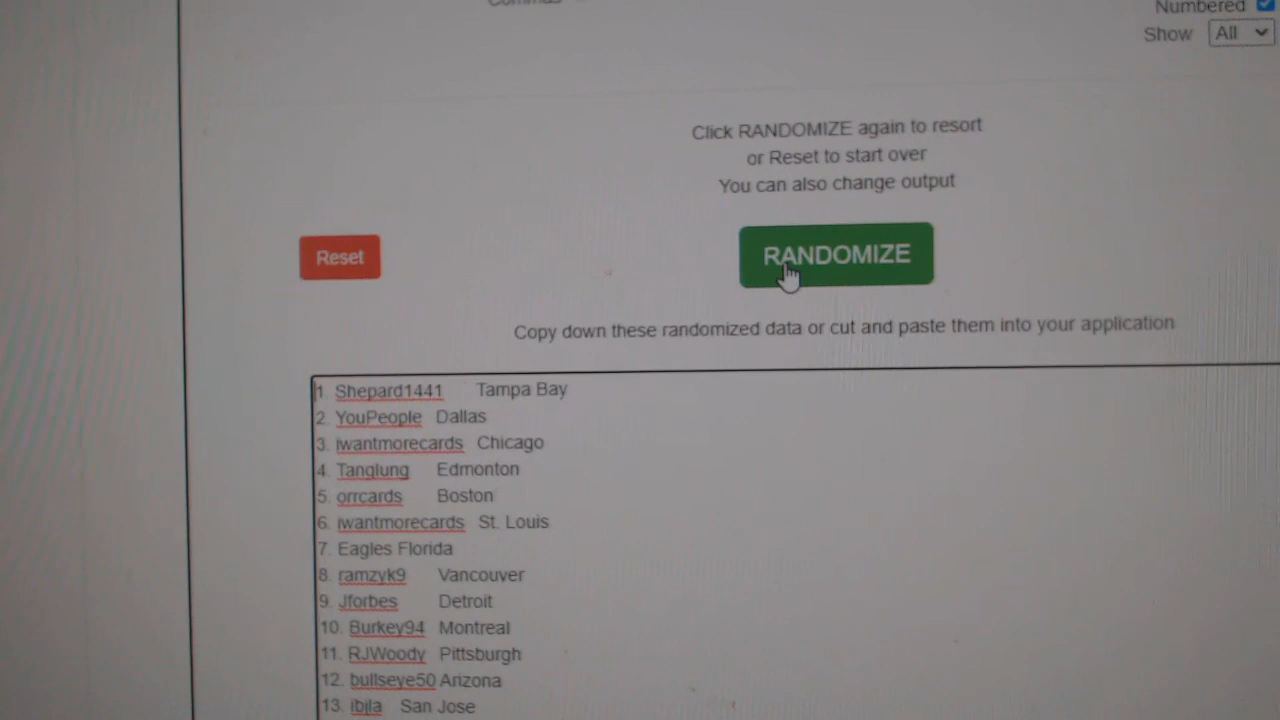 Numbered
Show All
Click RANDOMIZE again to resort
or Reset to start over
You can also change output
Reset
RANDOMIZE
Copy down these randomized data or cut and paste them into your application
1. Shepard1441 Tampa Bay
2. YouPeople Dallas
3. iwantmorecards Chicago
4. Tanglung Edmonton
5. orrcards Boston
6. iwantmorecards St. Louis
7. Eagles Florida
8. ramzyk9 Vancouver
9. Jforbes Detroit
10. Burkey94 Montreal
11. RJWoody Pittsburgh
12. bullseye50 Arizona
13. ibjla San Jose